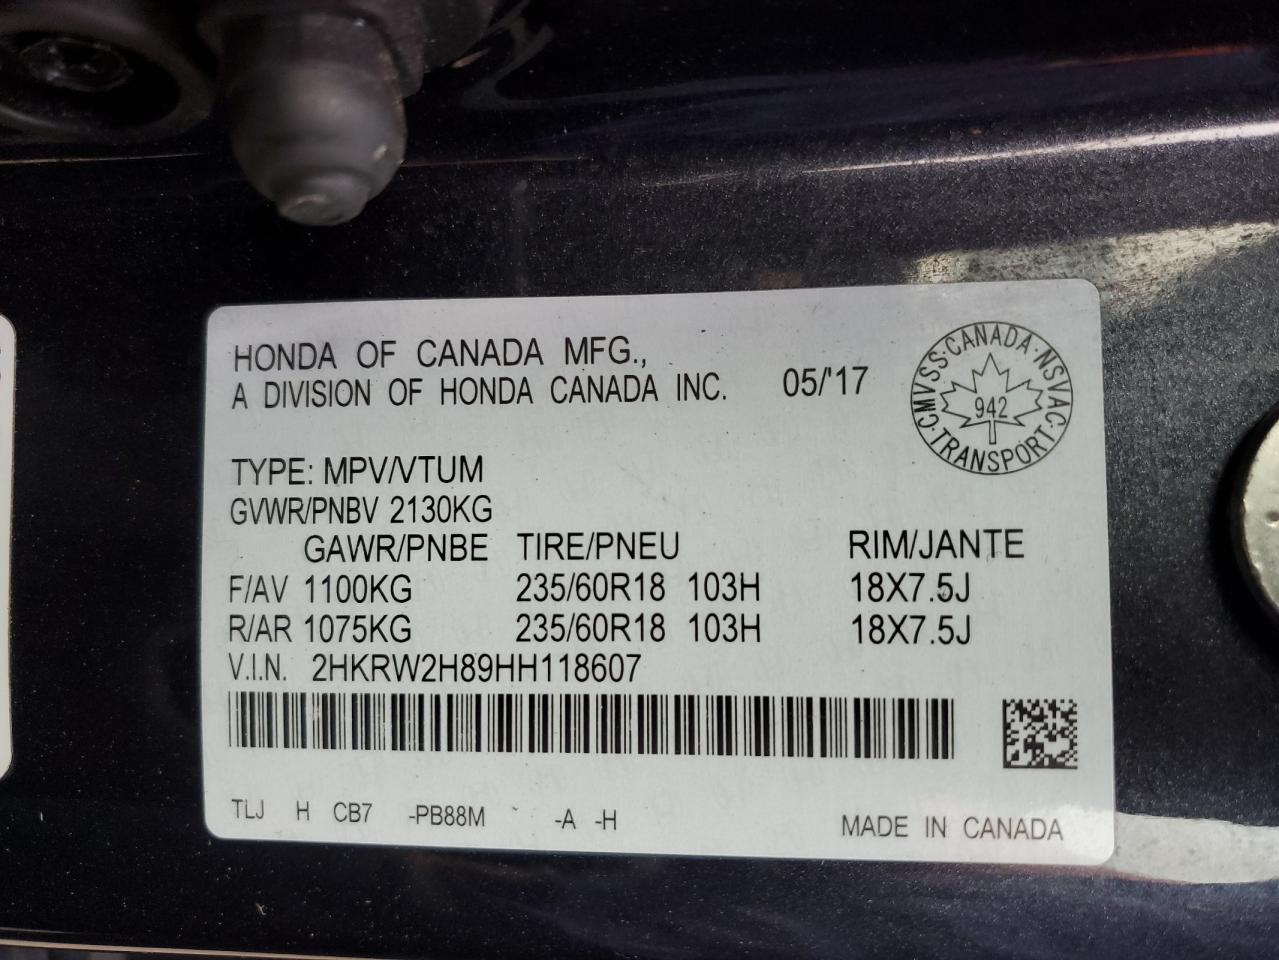 HONDA OF CANADA MFG.,
A DIVISION OF HONDA CANADA INC. 05/'17
CMVSS·CANADA·NSVAC·TRANSPORT·
942
TYPE: MPV/VTUM
GVWR/PNBV 2130KG
GAWR/PNBE TIRE/PNEU RIM/JANTE
F/AV 1100KG 235/60R18 103H 18X7.5J
R/AR 1075KG 235/60R18 103H 18X7.5J
V.I.N. 2HKRW2H89HH118607
TLJ H CB7 -PB88M -A -H MADE IN CANADA